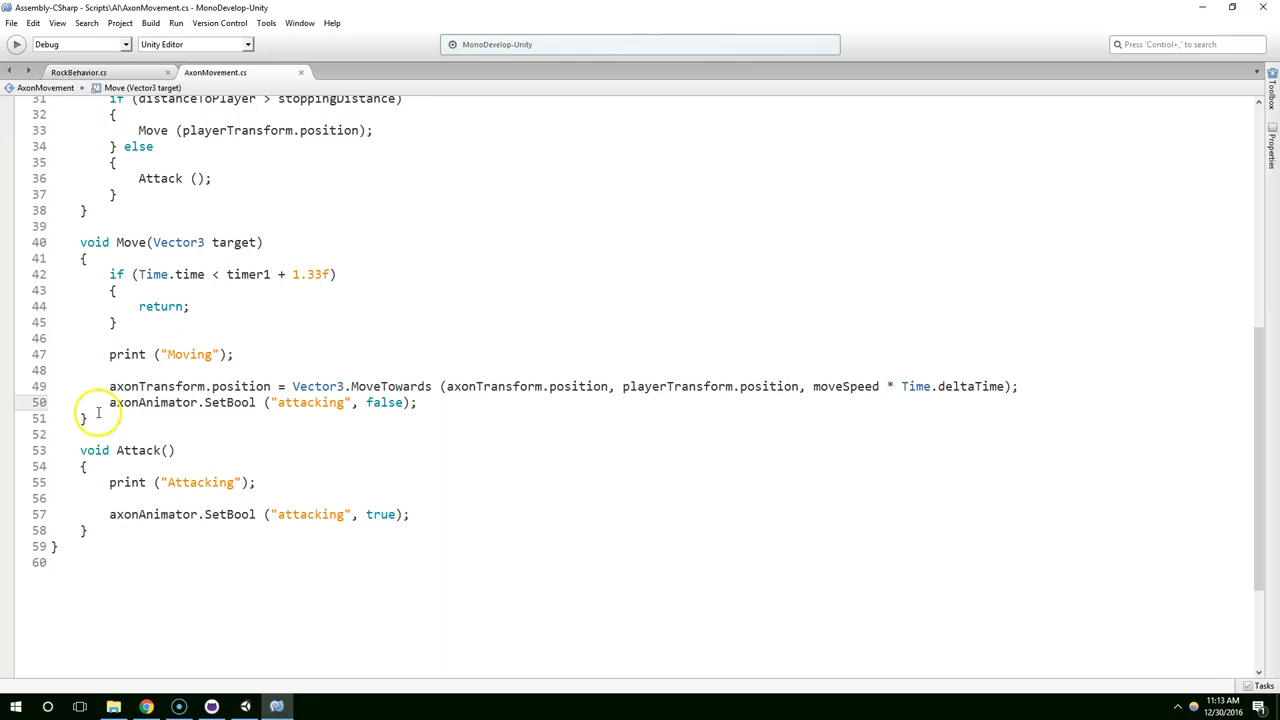 Assembly-CSharp - Scripts\AI\AxonMovement.cs - MonoDevelop-Unity
File Edit View Search Project Build Run Version Control Tools Window Help
Debug Unity Editor MonoDevelop-Unity Press 'Control+,' to search
RockBehavior.cs AxonMovement.cs
AxonMovement Move (Vector3 target)
31 if (distanceToPlayer > stoppingDistance)
32 {
33 Move (playerTransform.position);
34 } else
35 {
36 Attack ();
37 }
38 }
39
40 void Move(Vector3 target)
41 {
42 if (Time.time < timer1 + 1.33f)
43 {
44 return;
45 }
46
47 print ("Moving");
48
49 axonTransform.position = Vector3.MoveTowards (axonTransform.position, playerTransform.position, moveSpeed * Time.deltaTime);
50 axonAnimator.SetBool ("attacking", false);
51 }
52
53 void Attack()
54 {
55 print ("Attacking");
56
57 axonAnimator.SetBool ("attacking", true);
58 }
59 }
60
Toolbox
Properties
Tasks
11:13 AM
12/30/2016
1